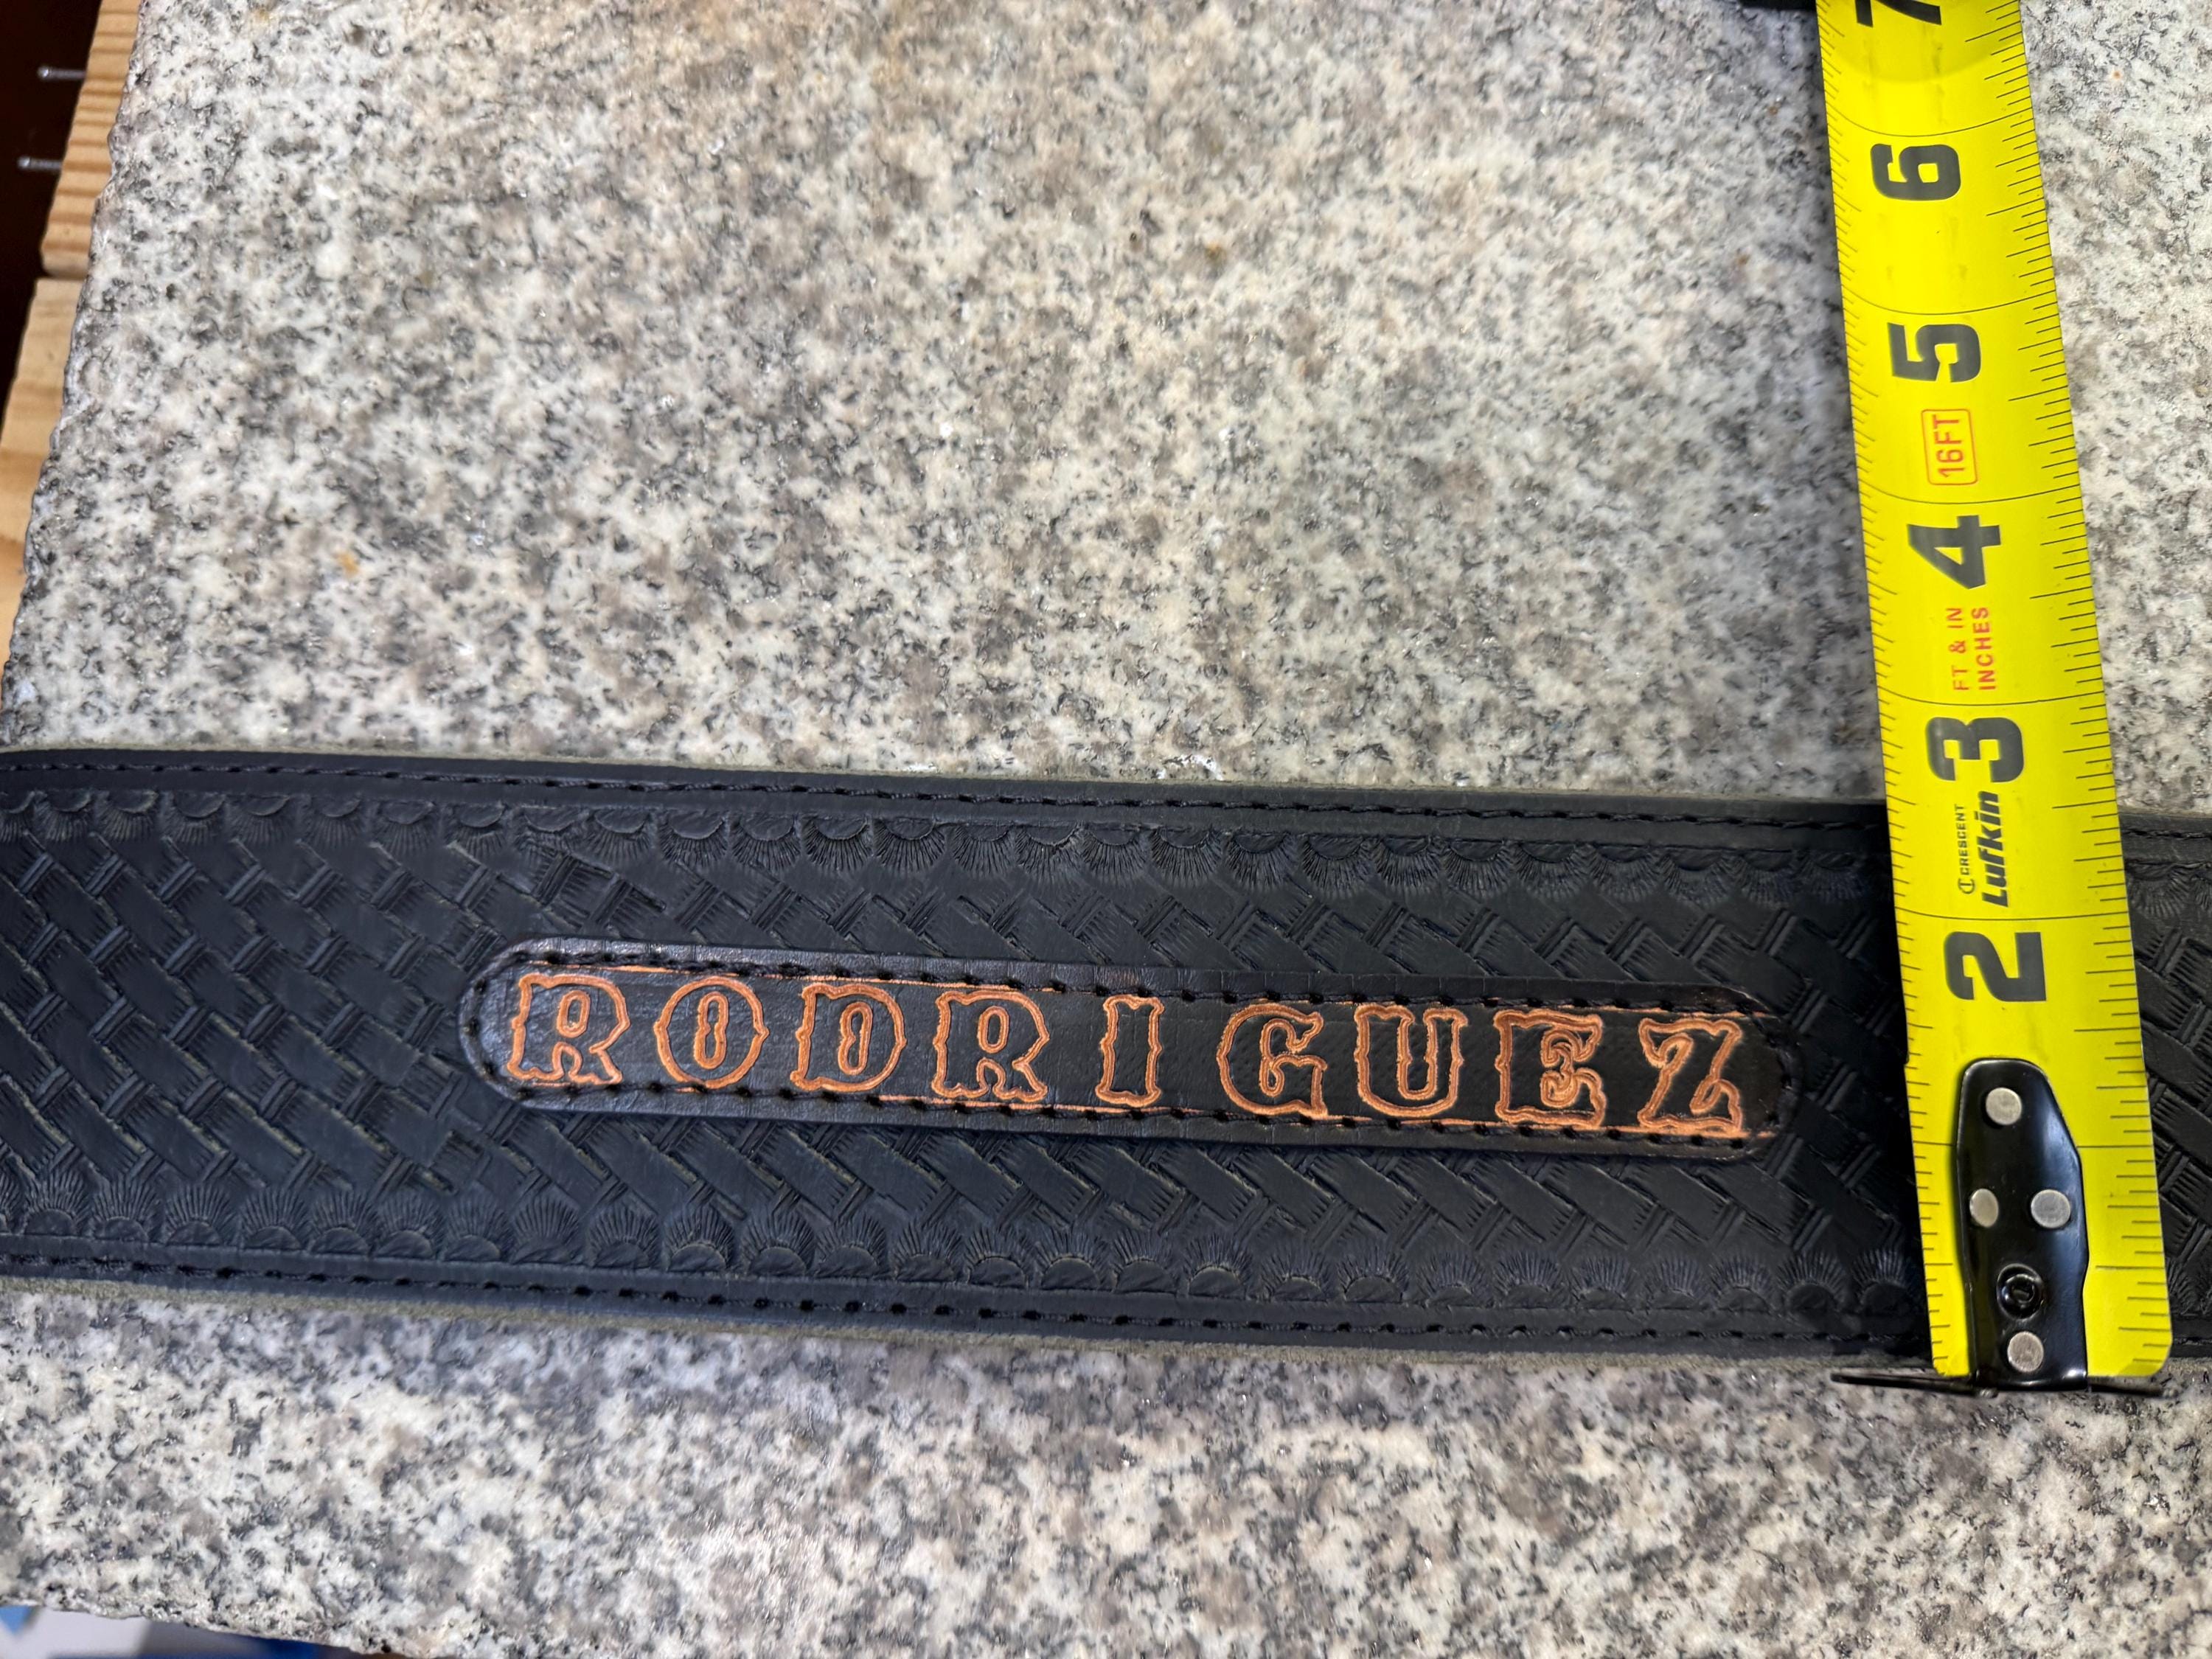 7
6
5
16FT
4
FT & IN
INCHES
3
CRESCENT
Lufkin
2
RODRIGUEZ